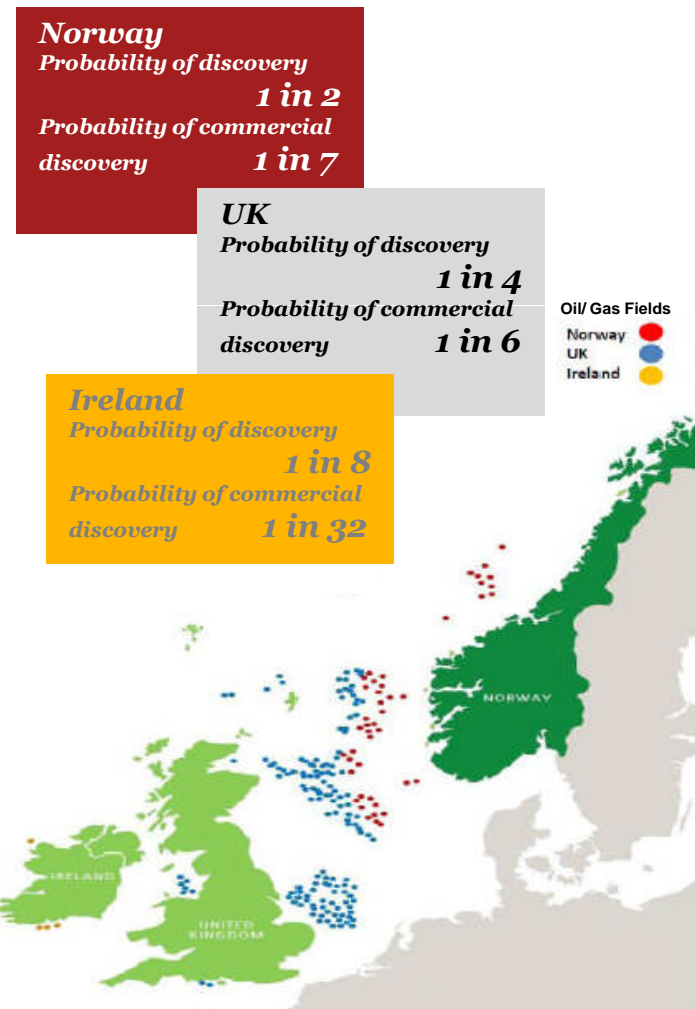 Norway
Probability of discovery
1 in 2
Probability of commercial
discovery 1 in 7
UK
Probability of discovery
1 in 4
Probability of commercial
discovery 1 in 6
Oil/ Gas Fields
Norway
UK
Ireland
Ireland
Probability of discovery
1 in 8
Probability of commercial
discovery 1 in 32
NORWAY
IRELAND
UNITED
KINGDOM